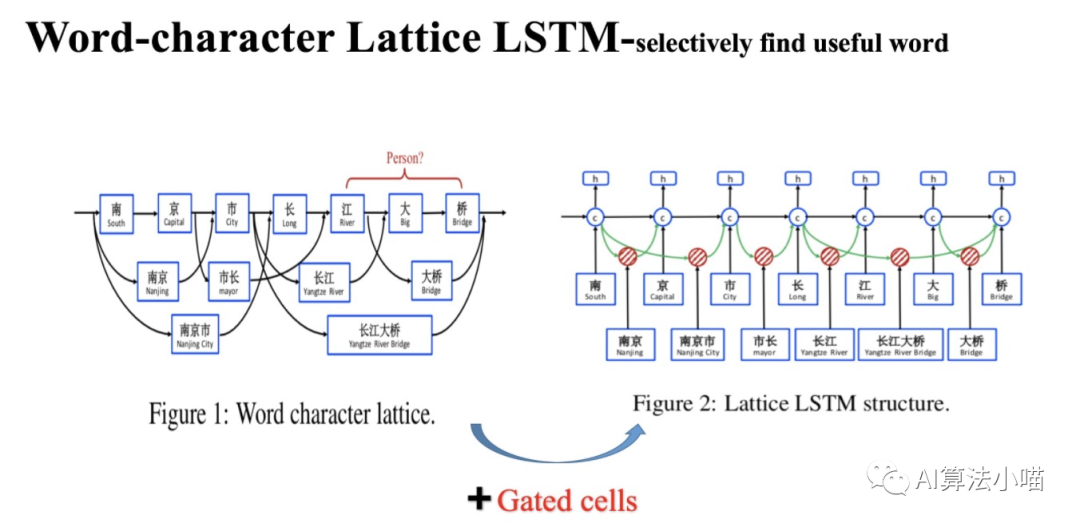 Word-character Lattice LSTM-selectively find useful word
Person?
南 京 市 长 江 大 桥
South Capital City Long River Big Bridge
南京 市长 长江 大桥
Nanjing mayor Yangtze River Bridge
南京市 长江大桥
Nanjing City Yangtze River Bridge
Figure 1: Word character lattice.
h h h h h h h
c c c c c c c
南 京 市 长 江 大 桥
South Capital City Long River Big Bridge
南京 南京市 市长 长江 长江大桥 大桥
Nanjing Nanjing City mayor Yangtze River Yangtze River Bridge Bridge
Figure 2: Lattice LSTM structure.
+ Gated cells
AI算法小喵